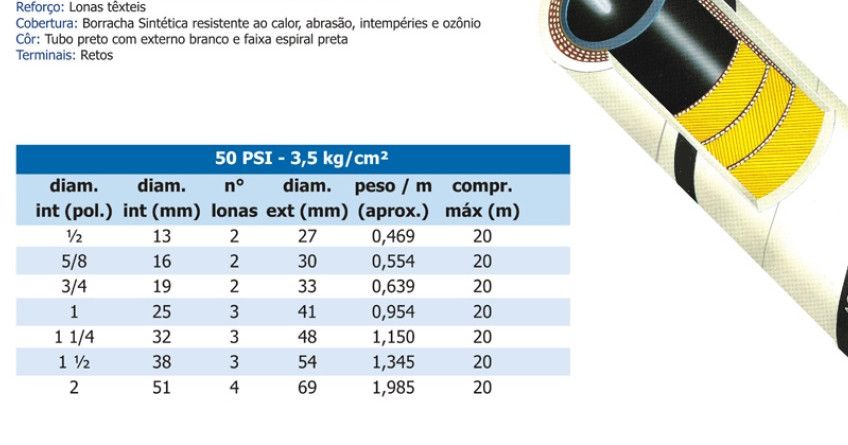 Reforço: Lonas têxteis
Cobertura: Borracha Sintética resistente ao calor, abrasão, intempéries e ozônio
Côr: Tubo preto com externo branco e faixa espiral preta
Terminais: Retos
50 PSI - 3,5 kg/cm²
diam. diam. n° diam. peso / m compr.
int (pol.) int (mm) lonas ext (mm) (aprox.) máx (m)
½ 13 2 27 0,469 20
5/8 16 2 30 0,554 20
3/4 19 2 33 0,639 20
1 25 3 41 0,954 20
1 1/4 32 3 48 1,150 20
1 ½ 38 3 54 1,345 20
2 51 4 69 1,985 20